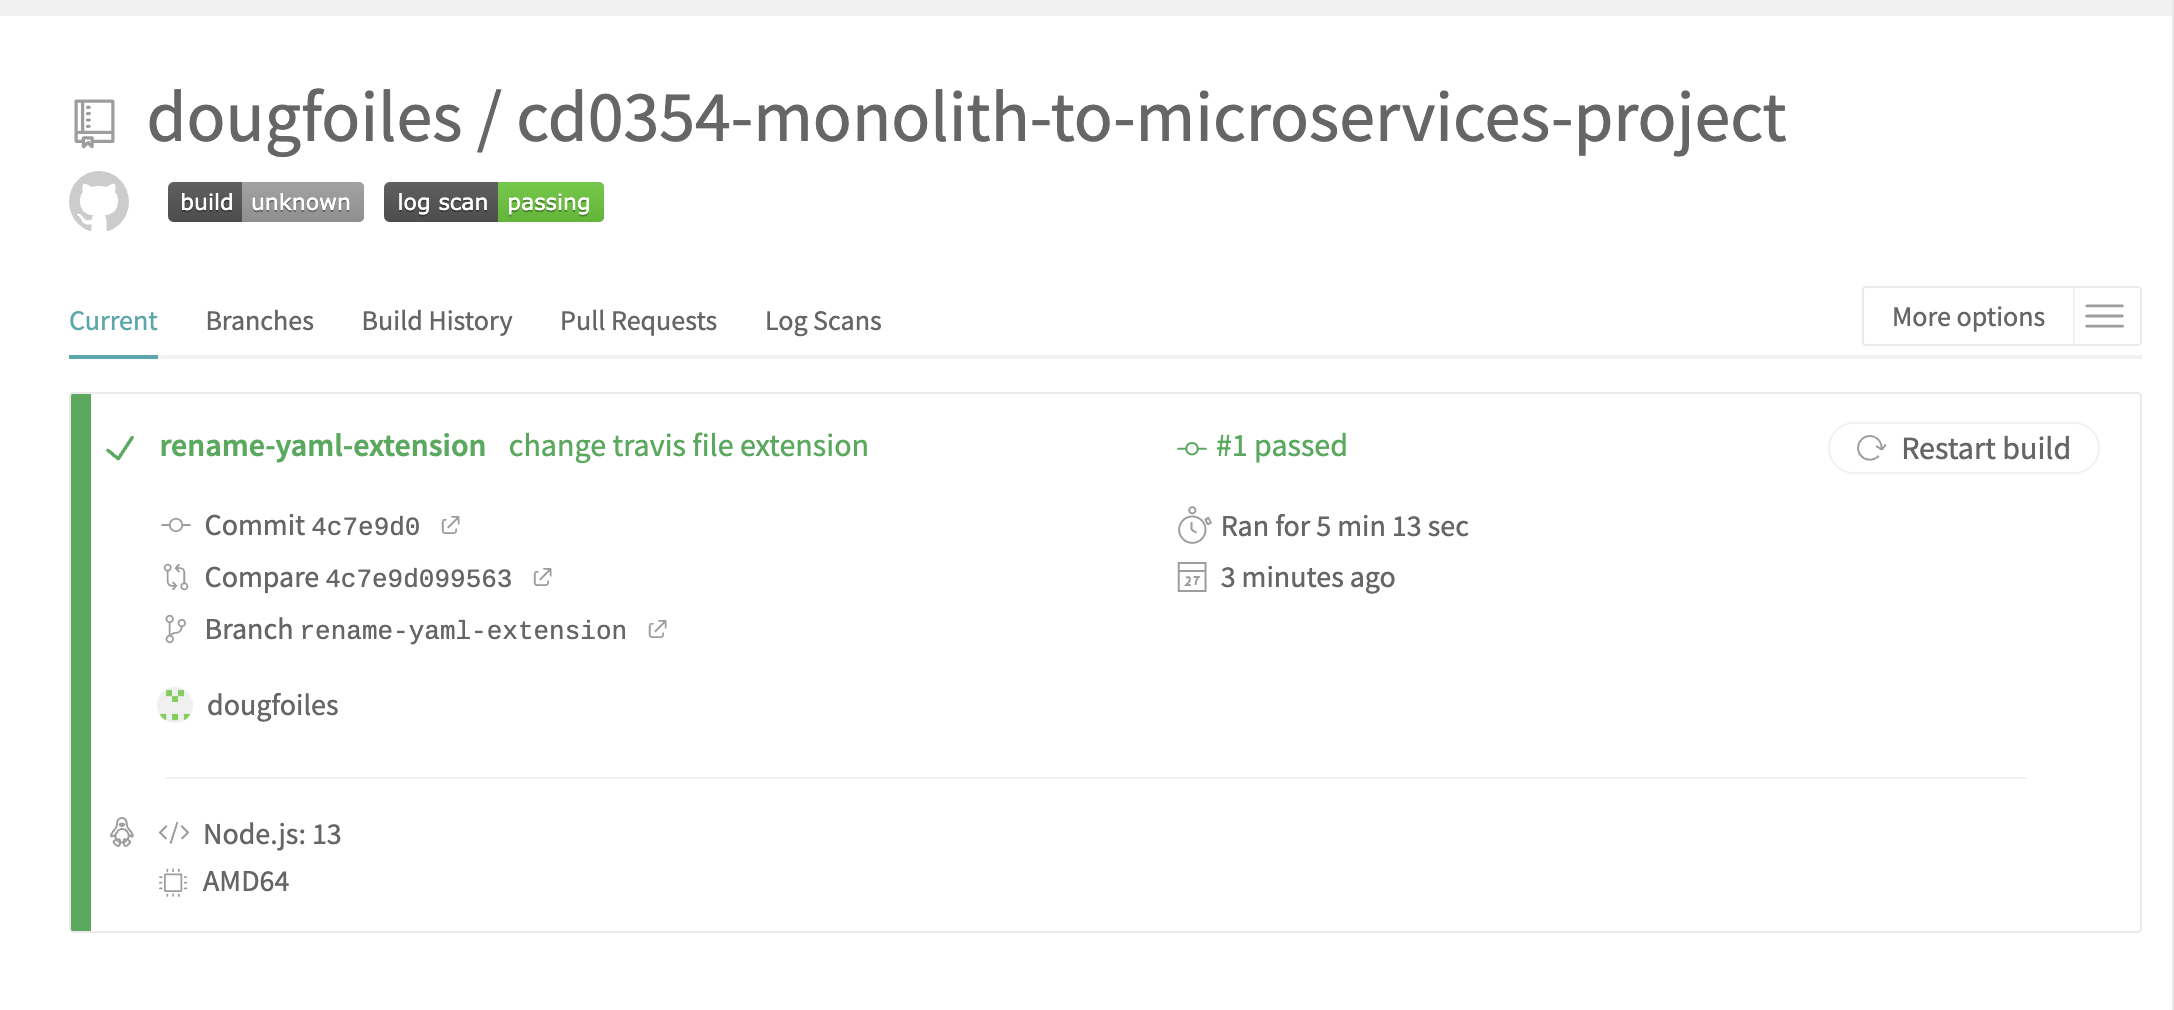 dougfoiles / cd0354-monolith-to-microservices-project
build unknown log scan passing
Current Branches Build History Pull Requests Log Scans More options
rename-yaml-extension change travis file extension #1 passed Restart build
Commit 4c7e9d0 Ran for 5 min 13 sec
Compare 4c7e9d099563 27 3 minutes ago
Branch rename-yaml-extension
dougfoiles
</> Node.js: 13
AMD64